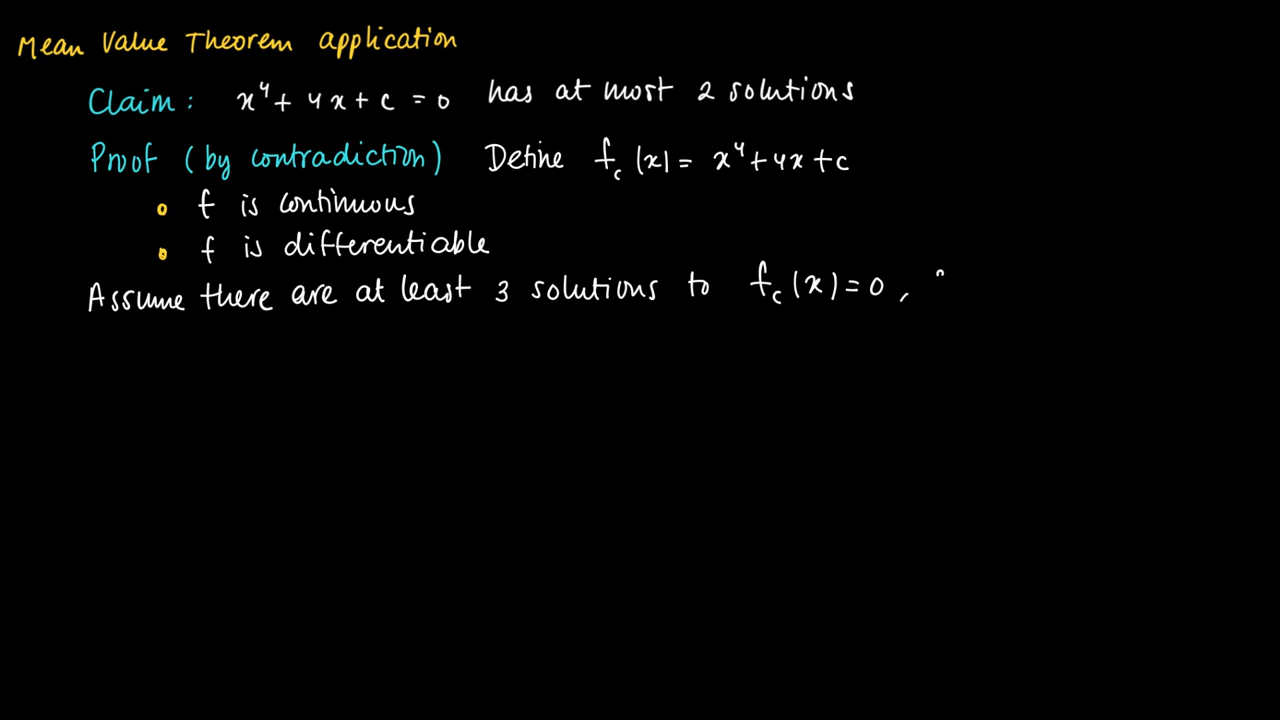 Mean Value Theorem application
Claim: x⁴ + 4x + c = 0 has at most 2 solutions
Proof (by contradiction) Define f_c(x) = x⁴ + 4x + c
f is continuous
f is differentiable
Assume there are at least 3 solutions to f_c(x) = 0,